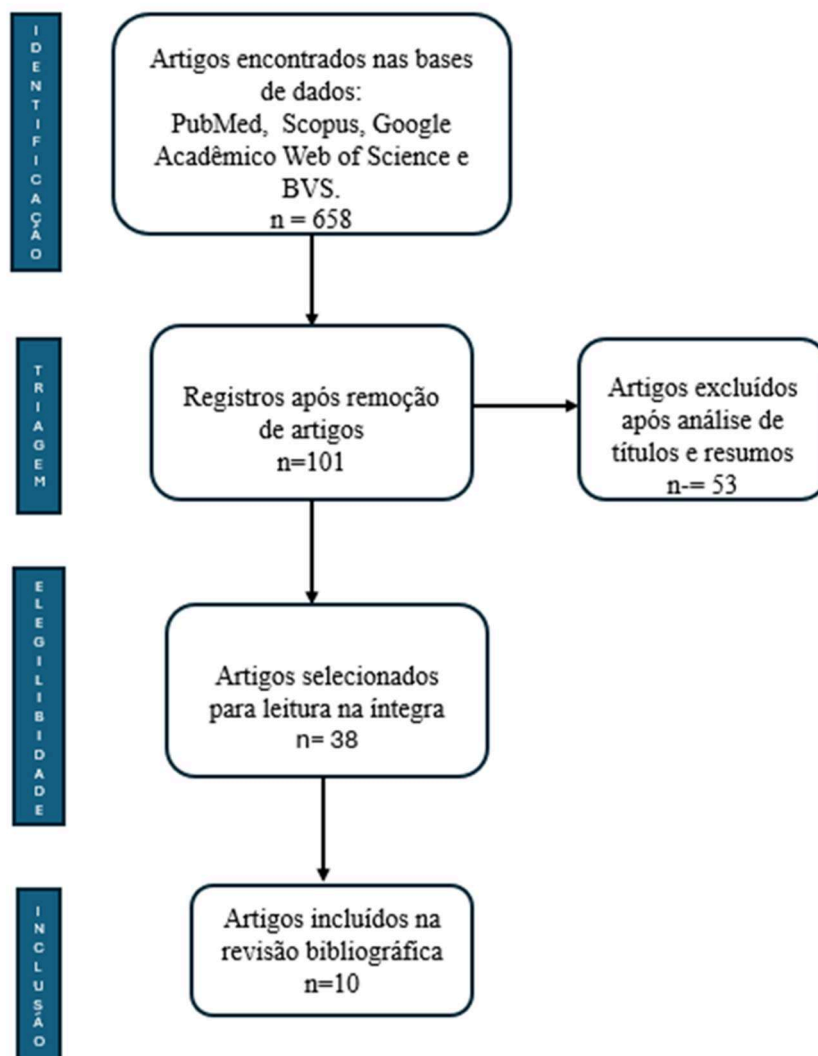 IDENTIFICAÇÃO
Artigos encontrados nas bases
de dados:
PubMed, Scopus, Google
Acadêmico Web of Science e
BVS.
n = 658
TRIAGEM
Registros após remoção
de artigos
n=101
Artigos excluídos
após análise de
títulos e resumos
n-= 53
ELEGILIBIDADE
Artigos selecionados
para leitura na íntegra
n= 38
INCLUSÃO
Artigos incluídos na
revisão bibliográfica
n=10